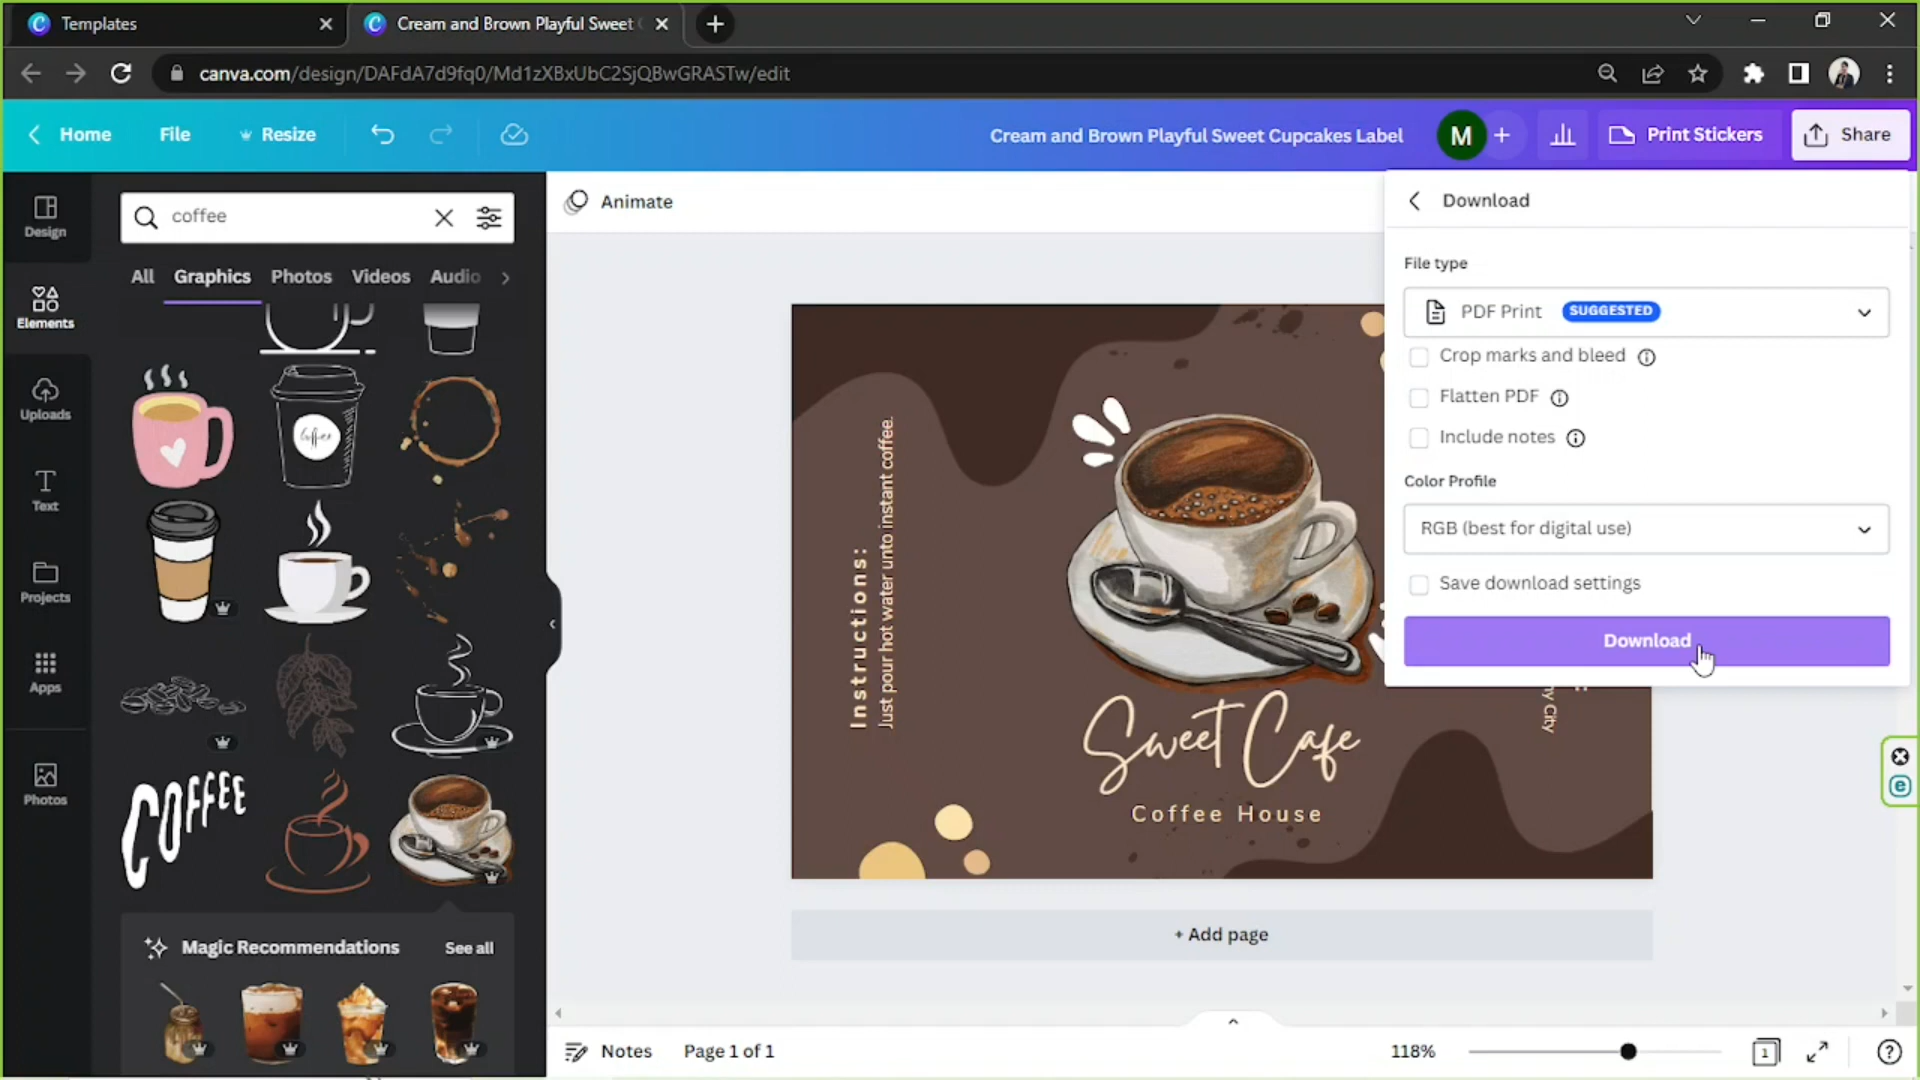 Templates
Cream and Brown Playful Sweet
canva.com/design/DAFdA7d9fq0/Md1zXBxUbC2SjQBwGRASTw/edit
Home
File
Resize
Cream and Brown Playful Sweet Cupcakes Label
M
Print Stickers
Share
Design
Elements
Uploads
Text
Projects
Apps
Photos
coffee
All
Graphics
Photos
Videos
Audio
Coffee
COFFEE
Magic Recommendations
See all
Animate
Instructions:
Just pour hot water unto instant coffee.
Sweet Cafe
Coffee House
ny City
+ Add page
Download
File type
PDF Print
SUGGESTED
Crop marks and bleed
Flatten PDF
Include notes
Color Profile
RGB (best for digital use)
Save download settings
Download
Notes
Page 1 of 1
118%
1